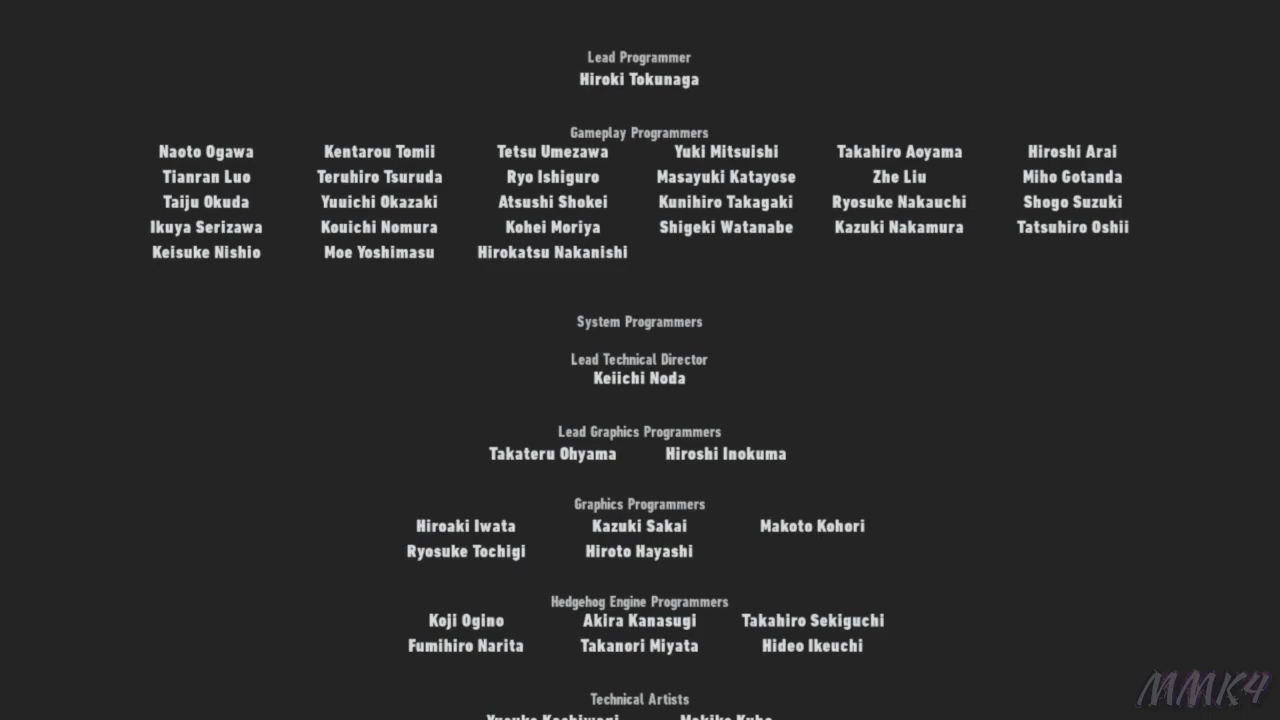 Lead Programmer
Hiroki Tokunaga
Gameplay Programmers
Naoto Ogawa Kentarou Tomii Tetsu Umezawa Yuki Mitsuishi Takahiro Aoyama Hiroshi Arai
Tianran Luo Teruhiro Tsuruda Ryo Ishiguro Masayuki Katayose Zhe Liu Miho Gotanda
Taiju Okuda Yuuichi Okazaki Atsushi Shokei Kunihiro Takagaki Ryosuke Nakauchi Shogo Suzuki
Ikuya Serizawa Kouichi Nomura Kohei Moriya Shigeki Watanabe Kazuki Nakamura Tatsuhiro Oshii
Keisuke Nishio Moe Yoshimasu Hirokatsu Nakanishi
System Programmers
Lead Technical Director
Keiichi Noda
Lead Graphics Programmers
Takateru Ohyama Hiroshi Inokuma
Graphics Programmers
Hiroaki Iwata Kazuki Sakai Makoto Kohori
Ryosuke Tochigi Hiroto Hayashi
Hedgehog Engine Programmers
Koji Ogino Akira Kanasugi Takahiro Sekiguchi
Fumihiro Narita Takanori Miyata Hideo Ikeuchi
Technical Artists
MMK4